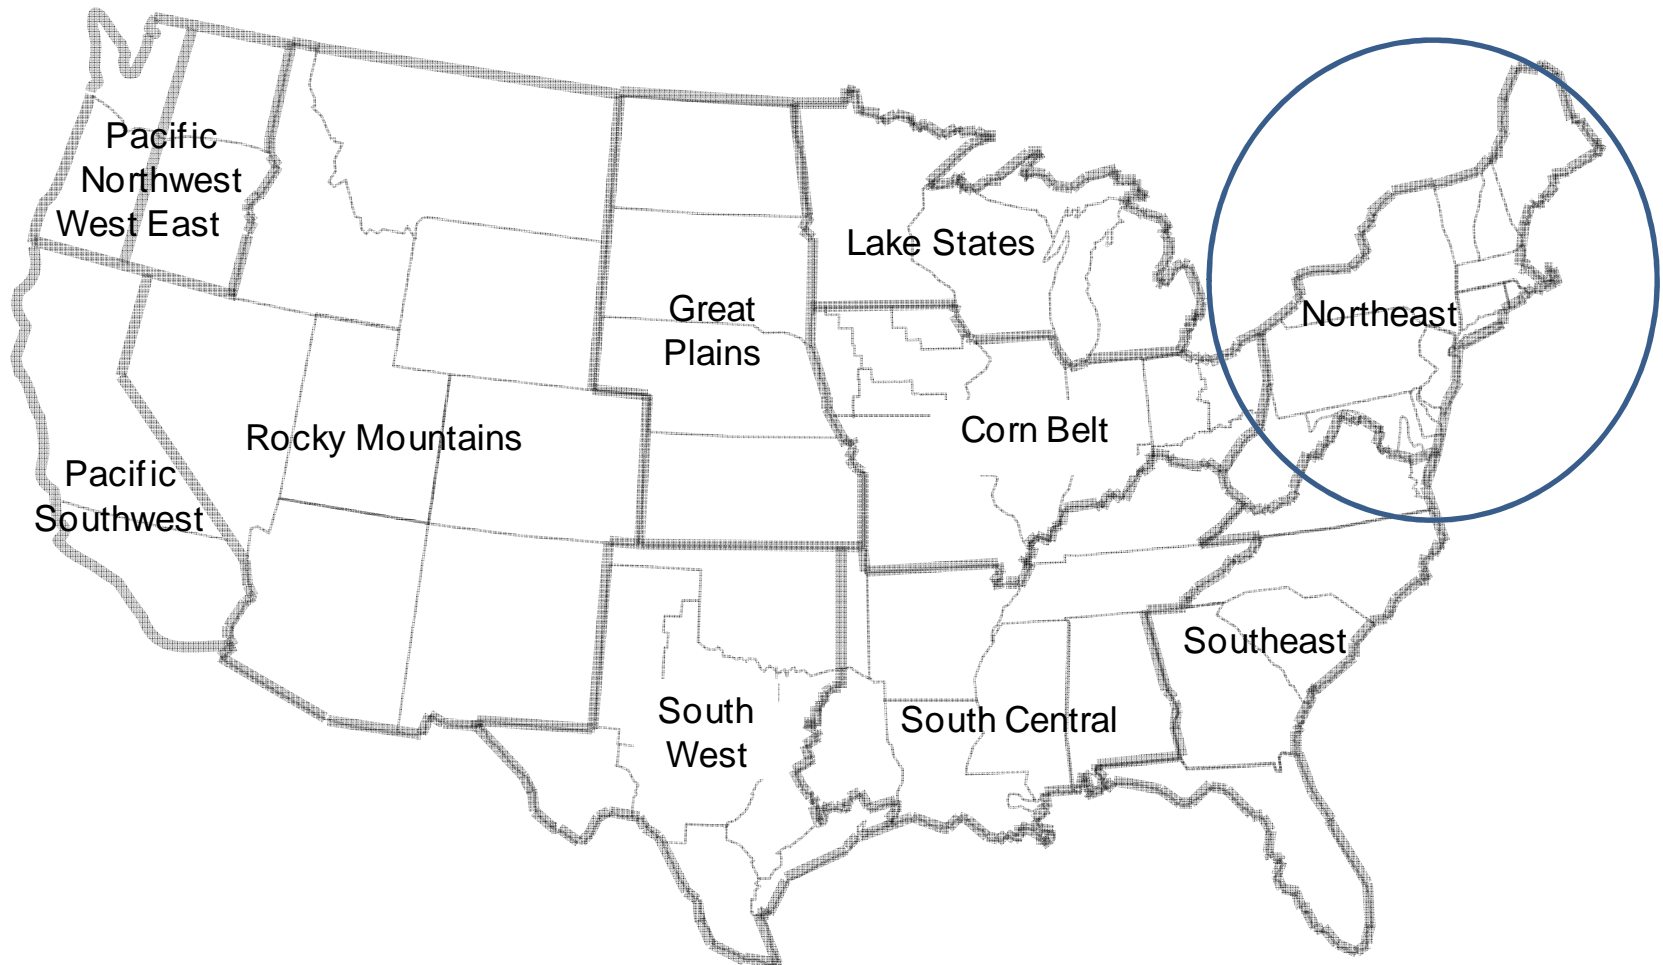 Pacific
Northwest
West East
Lake States
Great
Plains
Northeast
Rocky Mountains
Corn Belt
Pacific
Southwest
Southeast
South
West
South Central